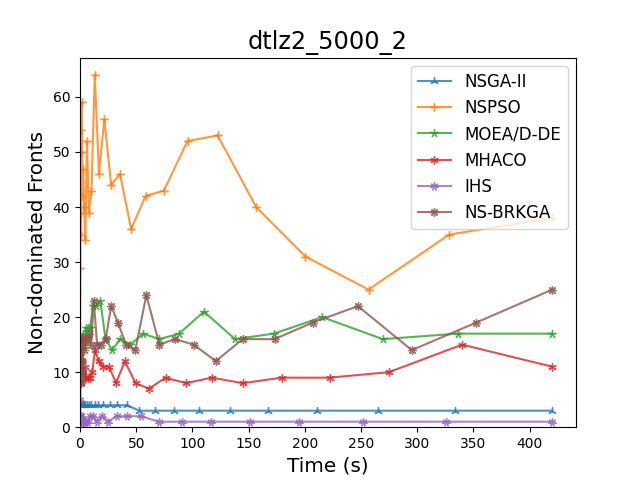 dtlz2_5000_2
Non-dominated Fronts
60
50
40
30
20
10
0
NSGA-II
NSPSO
MOEA/D-DE
MHACO
IHS
NS-BRKGA
0 50 100 150 200 250 300 350 400
Time (s)